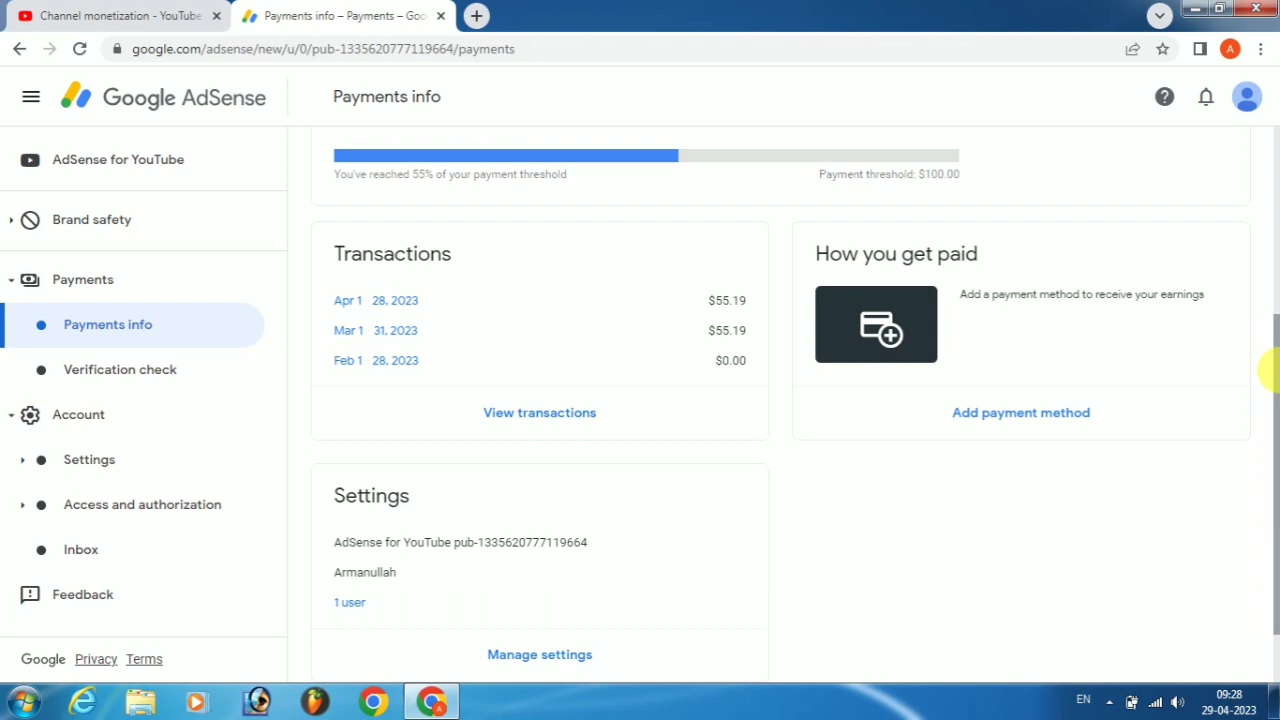 Channel monetization - YouTube
Payments info – Payments – Goo
google.com/adsense/new/u/0/pub-1335620777119664/payments
A
Google AdSense
Payments info
AdSense for YouTube
Brand safety
Payments
Payments info
Verification check
Account
Settings
Access and authorization
Inbox
Feedback
Google Privacy Terms
You've reached 55% of your payment threshold
Payment threshold: $100.00
Transactions
Apr 1 28, 2023 $55.19
Mar 1 31, 2023 $55.19
Feb 1 28, 2023 $0.00
View transactions
How you get paid
Add a payment method to receive your earnings
Add payment method
Settings
AdSense for YouTube pub-1335620777119664
Armanullah
1 user
Manage settings
EN
09:28
29-04-2023